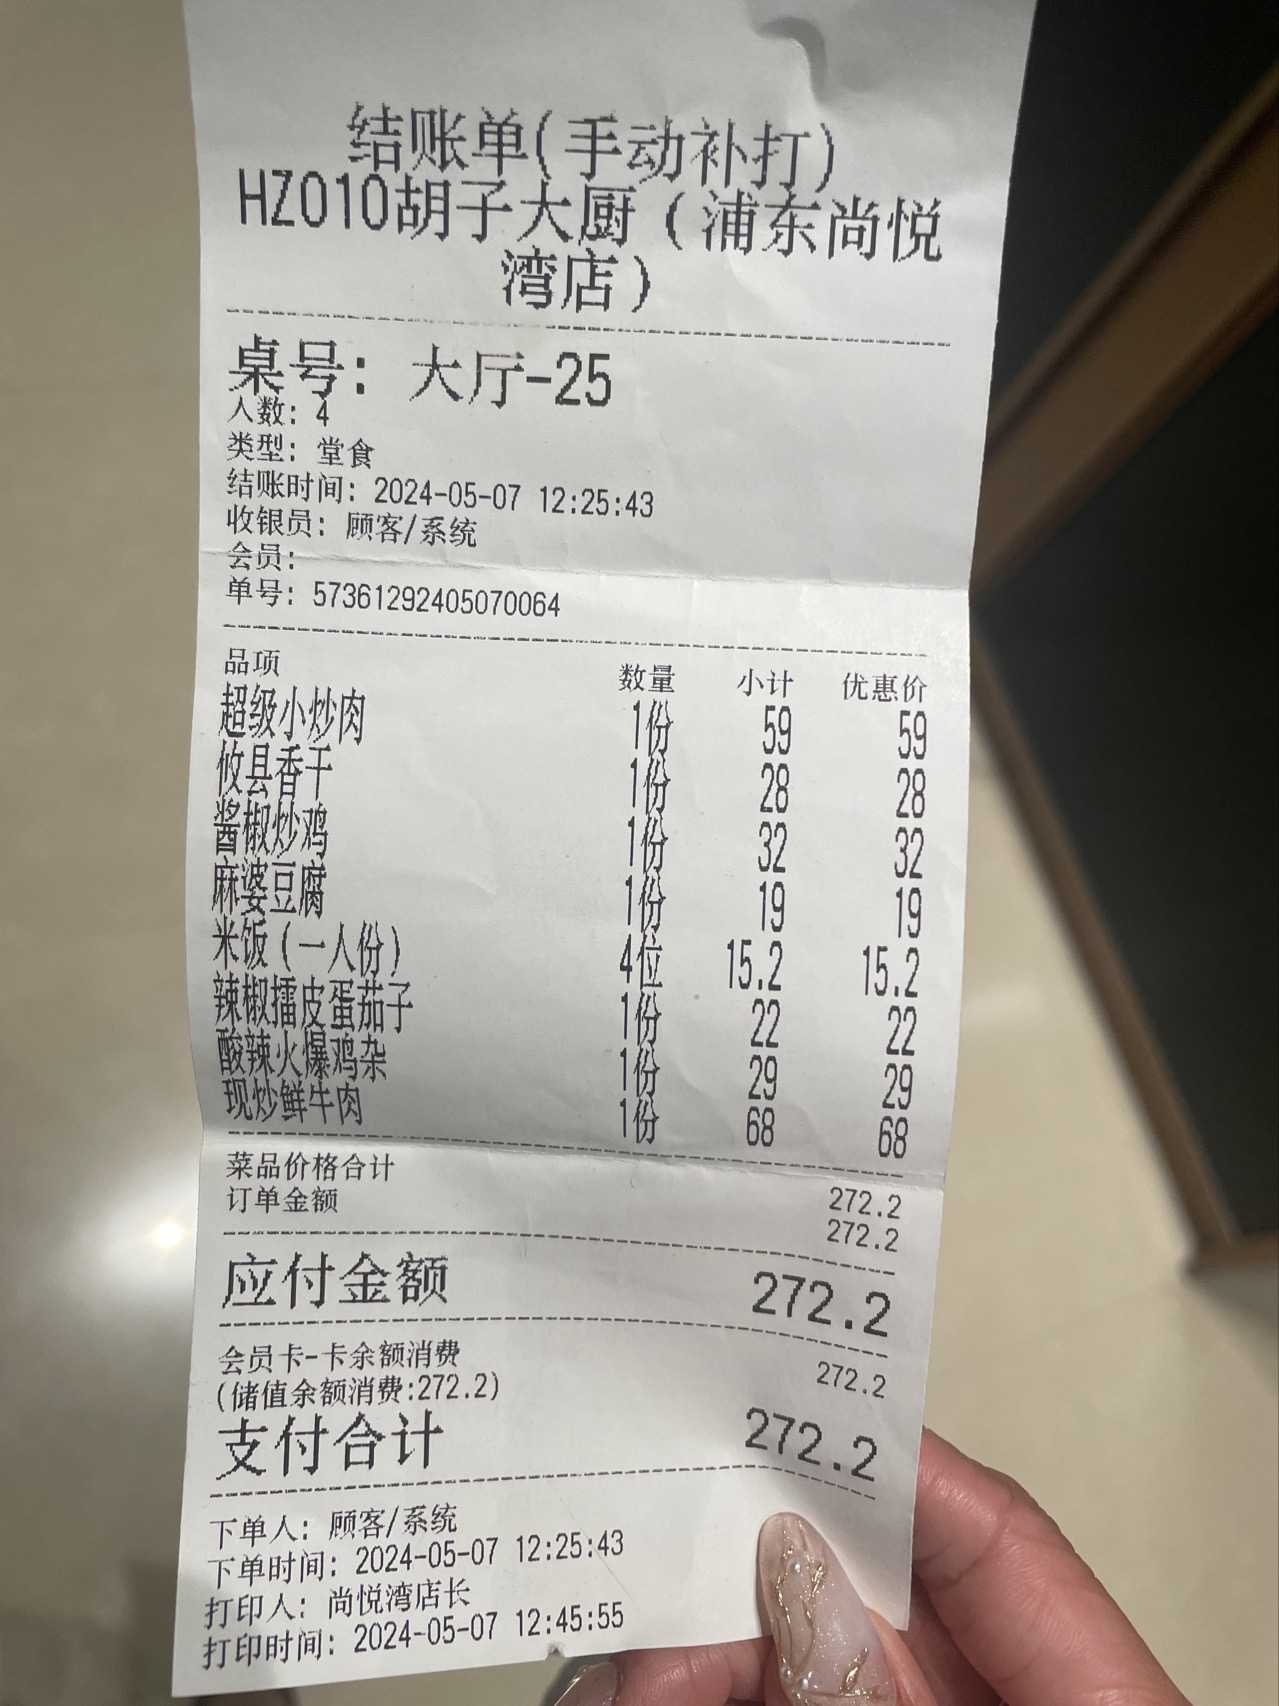 结账单(手动补打)
HZ010胡子大厨（浦东尚悦
湾店）
桌号: 大厅-25
人数: 4
类型: 堂食
结账时间: 2024-05-07 12:25:43
收银员: 顾客/系统
会员:
单号: 57361292405070064
品项 数量 小计 优惠价
超级小炒肉 1份 59 59
攸县香干 1份 28 28
酱椒炒鸡 1份 32 32
麻婆豆腐 1份 19 19
米饭(一人份) 4位 15.2 15.2
辣椒擂皮蛋茄子 1份 22 22
酸辣火爆鸡杂 1份 29 29
现炒鲜牛肉 1份 68 68
菜品价格合计 272.2
订单金额 272.2
应付金额 272.2
会员卡-卡余额消费 272.2
(储值余额消费:272.2)
支付合计 272.2
下单人: 顾客/系统
下单时间: 2024-05-07 12:25:43
打印人: 尚悦湾店长
打印时间: 2024-05-07 12:45:55